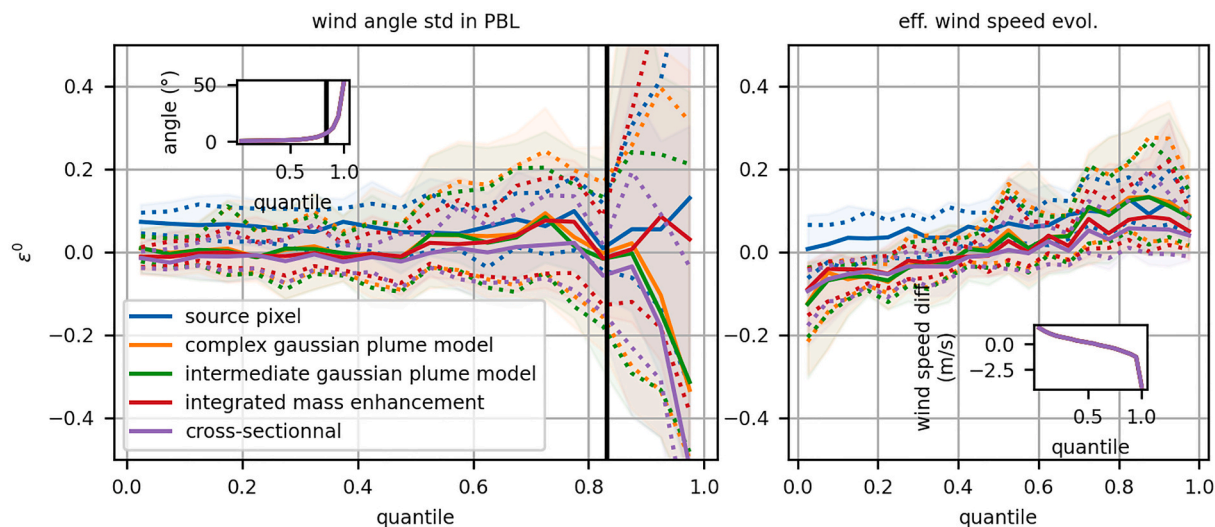 wind angle std in PBL
eff. wind speed evol.
0.4
0.2
0.0
−0.2
−0.4
ε⁰
50
0
angle (°)
0.5 1.0
quantile
source pixel
complex gaussian plume model
intermediate gaussian plume model
integrated mass enhancement
cross-sectionnal
0.0 0.2 0.4 0.6 0.8 1.0
quantile
0.4
0.2
0.0
−0.2
−0.4
wind speed diff
(m/s)
0.0
−2.5
0.5 1.0
quantile
0.0 0.2 0.4 0.6 0.8 1.0
quantile